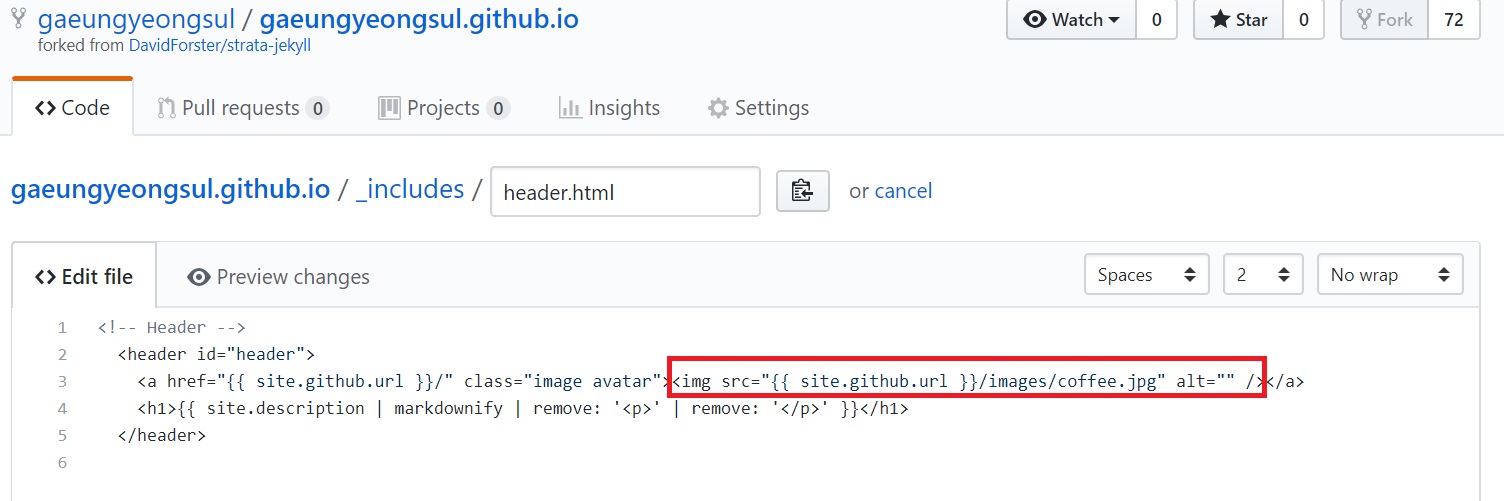 gaeungyeongsul / gaeungyeongsul.github.io Watch 0 Star 0 Fork 72
forked from DavidForster/strata-jekyll
Code Pull requests 0 Projects 0 Insights Settings
gaeungyeongsul.github.io / _includes / header.html or cancel
Edit file Preview changes Spaces 2 No wrap
1 <!-- Header -->
2 <header id="header">
3 <a href="{{ site.github.url }}/" class="image avatar"><img src="{{ site.github.url }}/images/coffee.jpg" alt="" /></a>
4 <h1>{{ site.description | markdownify | remove: '<p>' | remove: '</p>' }}</h1>
5 </header>
6